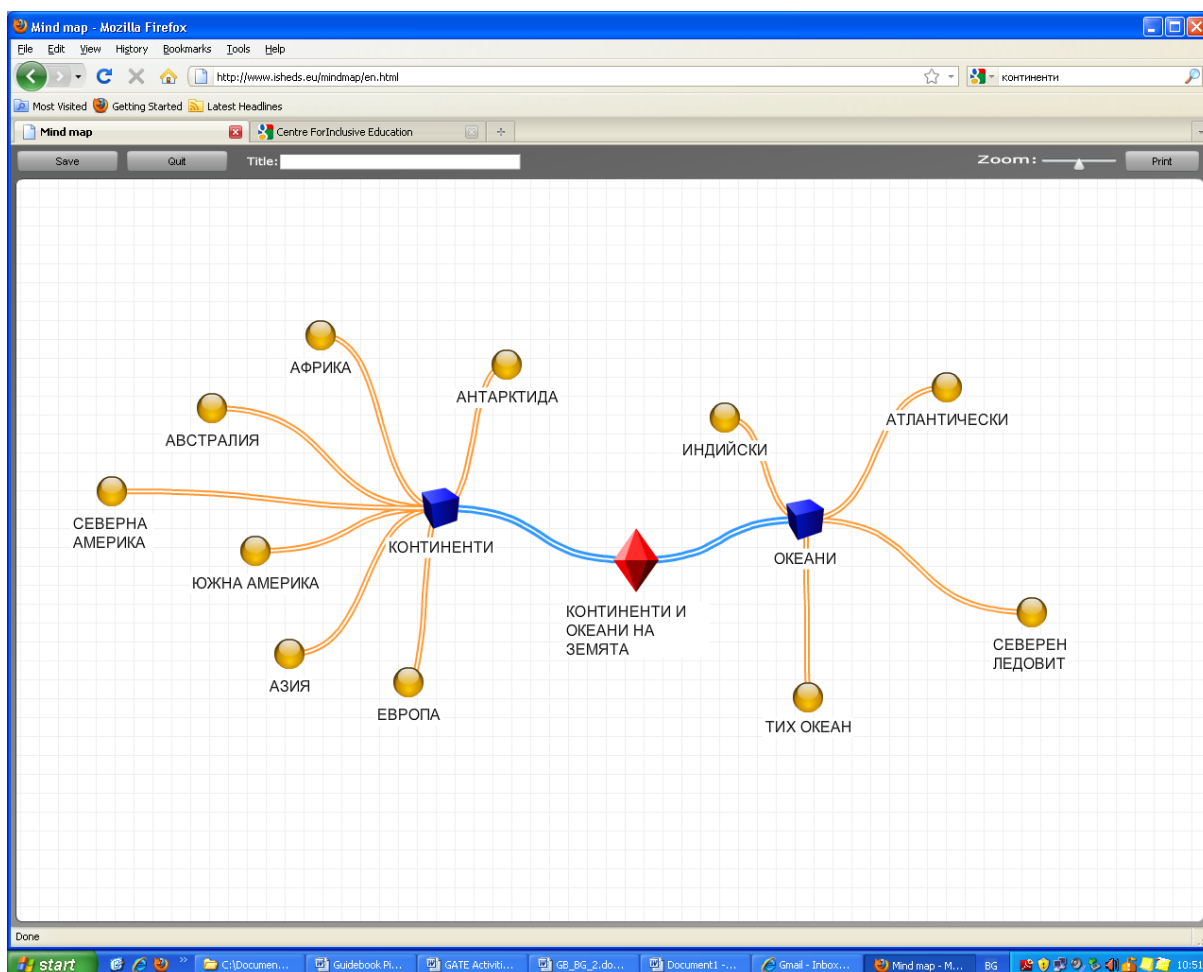 Mind map - Mozilla Firefox
File Edit View History Bookmarks Tools Help
http://www.isheds.eu/mindmap/en.html
континенти
Most Visited Getting Started Latest Headlines
Mind map
Centre ForInclusive Education
Save Quit Title: Zoom: Print
АФРИКА
АНТАРКТИДА
АВСТРАЛИЯ
СЕВЕРНА
АМЕРИКА
ЮЖНА АМЕРИКА
АЗИЯ
ЕВРОПА
КОНТИНЕНТИ
КОНТИНЕНТИ И
ОКЕАНИ НА
ЗЕМЯТА
ИНДИЙСКИ
АТЛАНТИЧЕСКИ
ОКЕАНИ
СЕВЕРЕН
ЛЕДОВИТ
ТИХ ОКЕАН
Done
start C:\Documen... Guidebook Pi... GATE Activiti... GB_BG_2.do... Document1 -... Gmail - Inbox... Mind map - M... BG 10:51